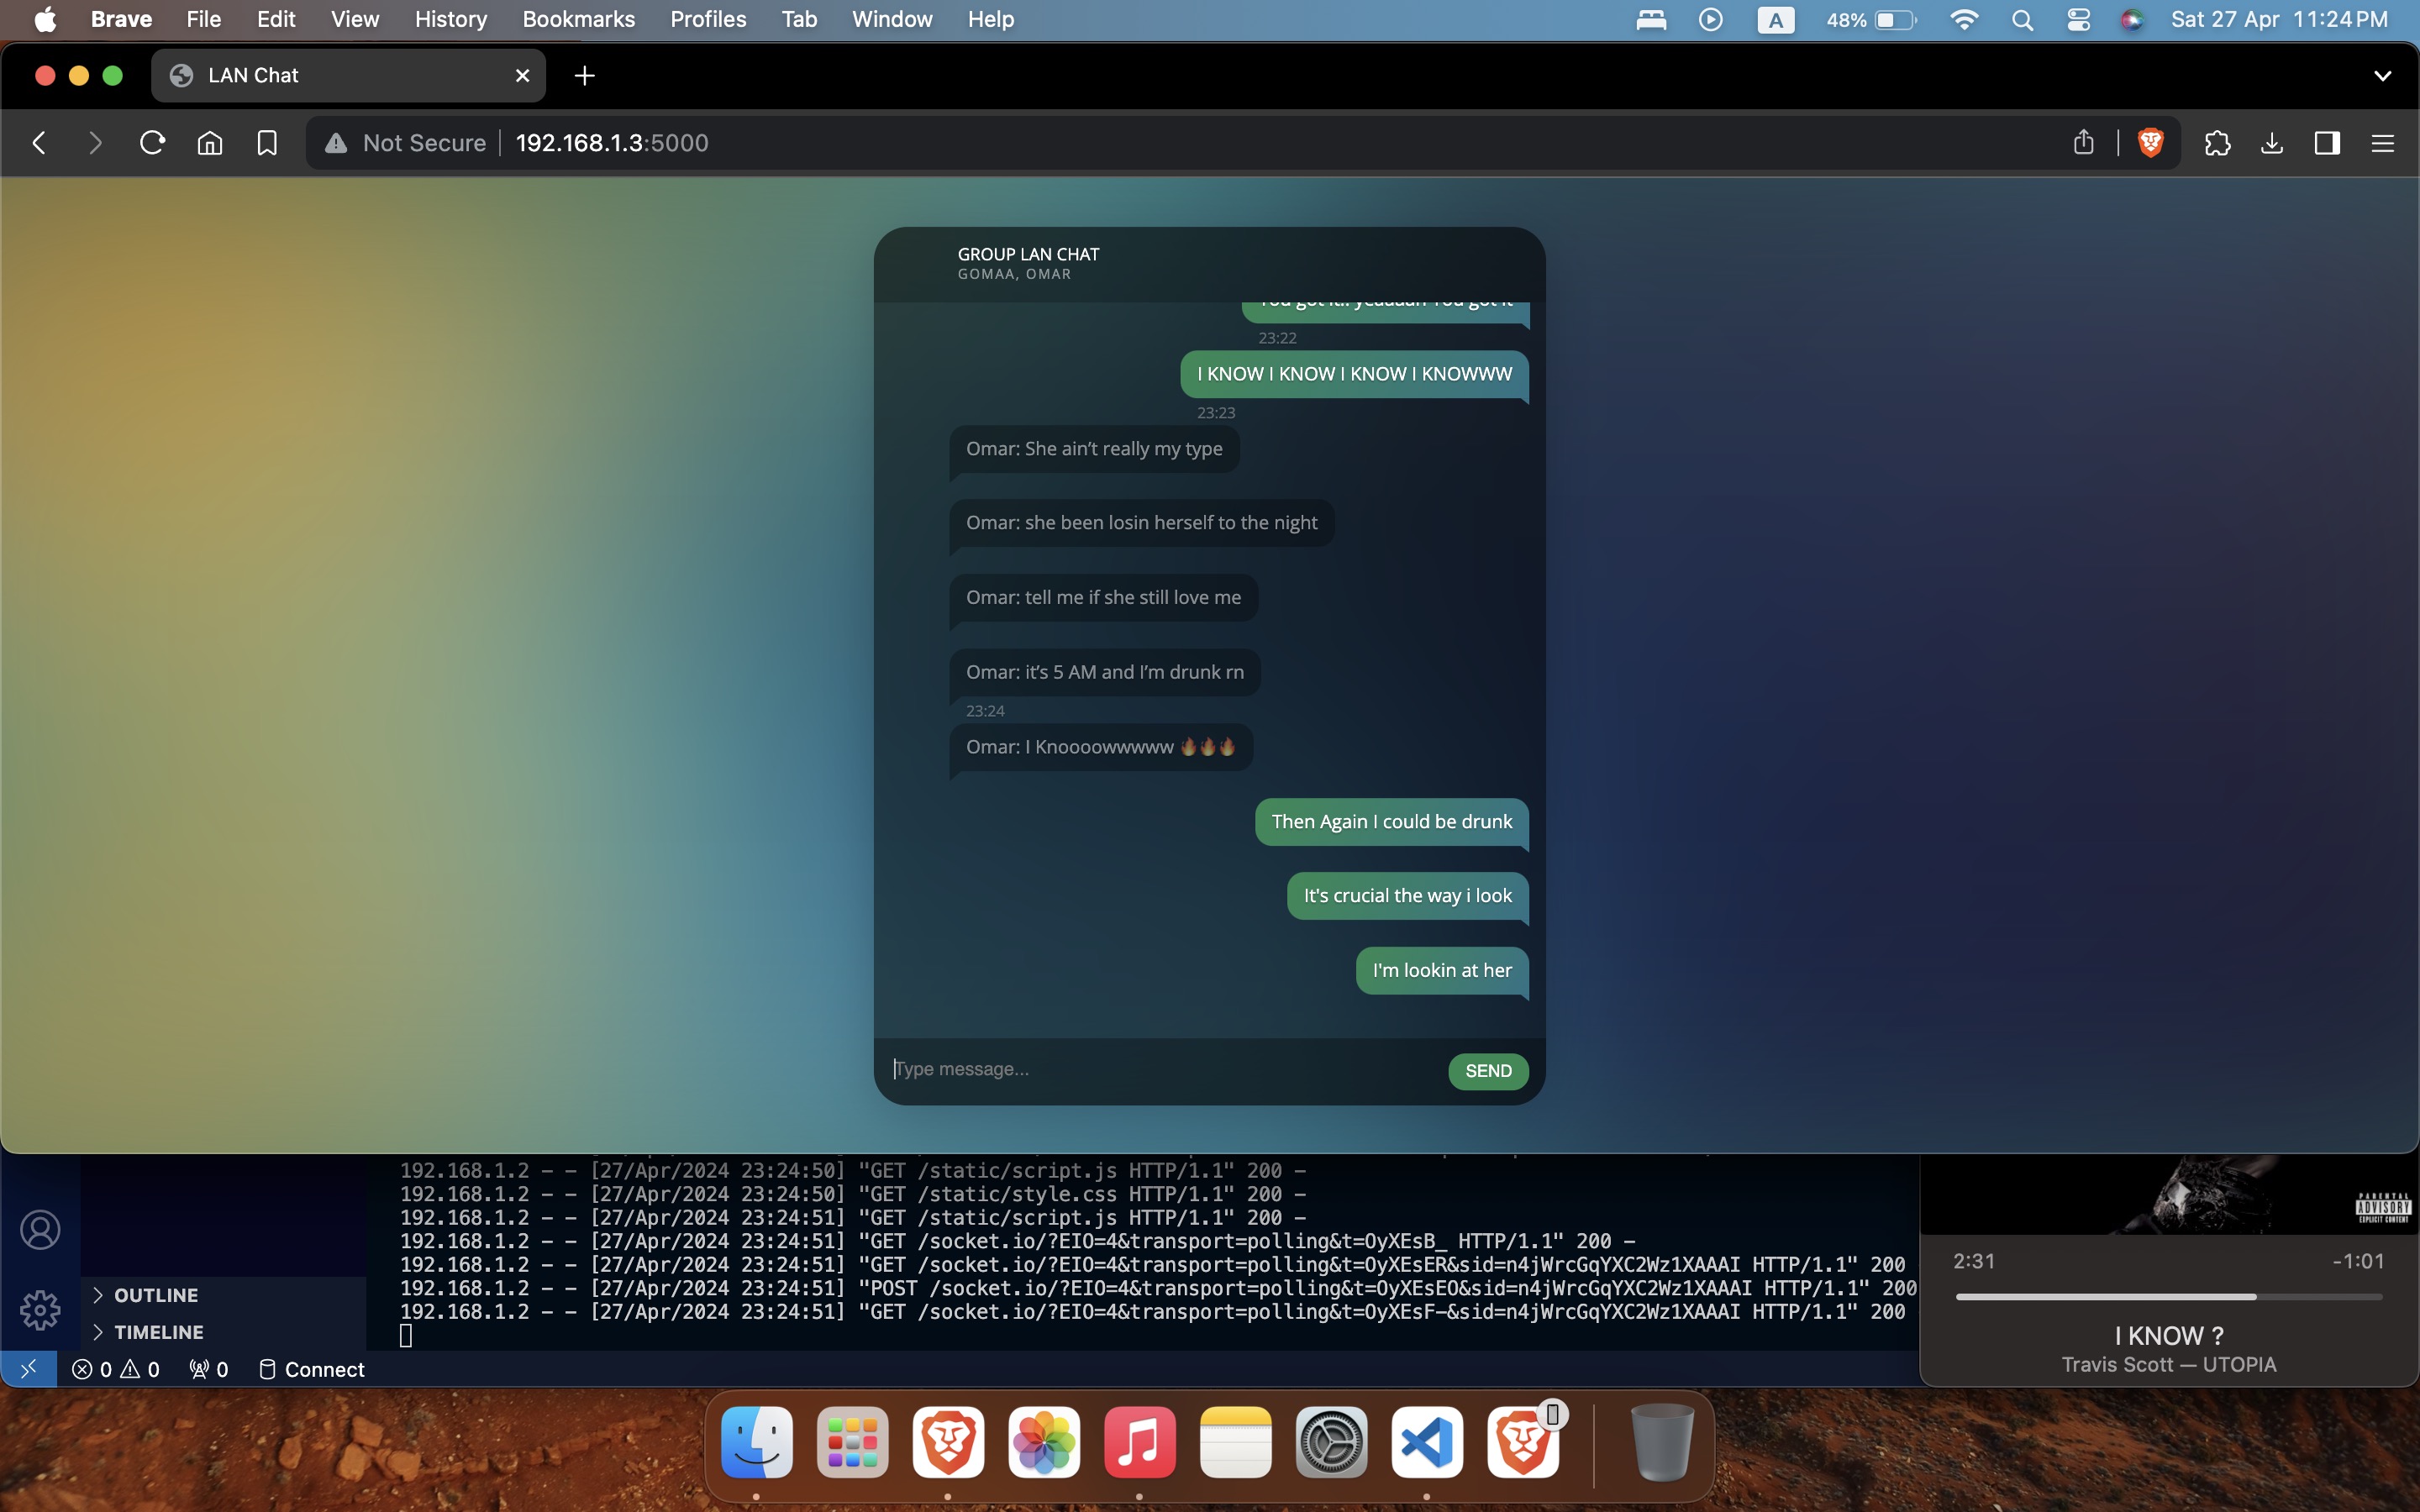 Brave File Edit View History Bookmarks Profiles Tab Window Help A 48% Sat 27 Apr 11:24 PM
LAN Chat
Not Secure 192.168.1.3:5000
GROUP LAN CHAT
GOMAA, OMAR
You got it.. yeaaaah You got it
23:22
I KNOW I KNOW I KNOW I KNOWWW
23:23
Omar: She ain’t really my type
Omar: she been losin herself to the night
Omar: tell me if she still love me
Omar: it’s 5 AM and I’m drunk rn
23:24
Omar: I Knoooowwwww 🔥🔥🔥
Then Again I could be drunk
It's crucial the way i look
I'm lookin at her
Type message...
SEND
192.168.1.2 - - [27/Apr/2024 23:24:50] "GET /static/script.js HTTP/1.1" 200 -
192.168.1.2 - - [27/Apr/2024 23:24:50] "GET /static/style.css HTTP/1.1" 200 -
192.168.1.2 - - [27/Apr/2024 23:24:51] "GET /static/script.js HTTP/1.1" 200 -
192.168.1.2 - - [27/Apr/2024 23:24:51] "GET /socket.io/?EIO=4&transport=polling&t=OyXEsB_ HTTP/1.1" 200 -
192.168.1.2 - - [27/Apr/2024 23:24:51] "GET /socket.io/?EIO=4&transport=polling&t=OyXEsER&sid=n4jWrcGqYXC2Wz1XAAAI HTTP/1.1" 200
192.168.1.2 - - [27/Apr/2024 23:24:51] "POST /socket.io/?EIO=4&transport=polling&t=OyXEsEO&sid=n4jWrcGqYXC2Wz1XAAAI HTTP/1.1" 200
192.168.1.2 - - [27/Apr/2024 23:24:51] "GET /socket.io/?EIO=4&transport=polling&t=OyXEsF-&sid=n4jWrcGqYXC2Wz1XAAAI HTTP/1.1" 200
OUTLINE
TIMELINE
0 0 0 Connect
PARENTAL
ADVISORY
EXPLICIT CONTENT
2:31 -1:01
I KNOW ?
Travis Scott — UTOPIA